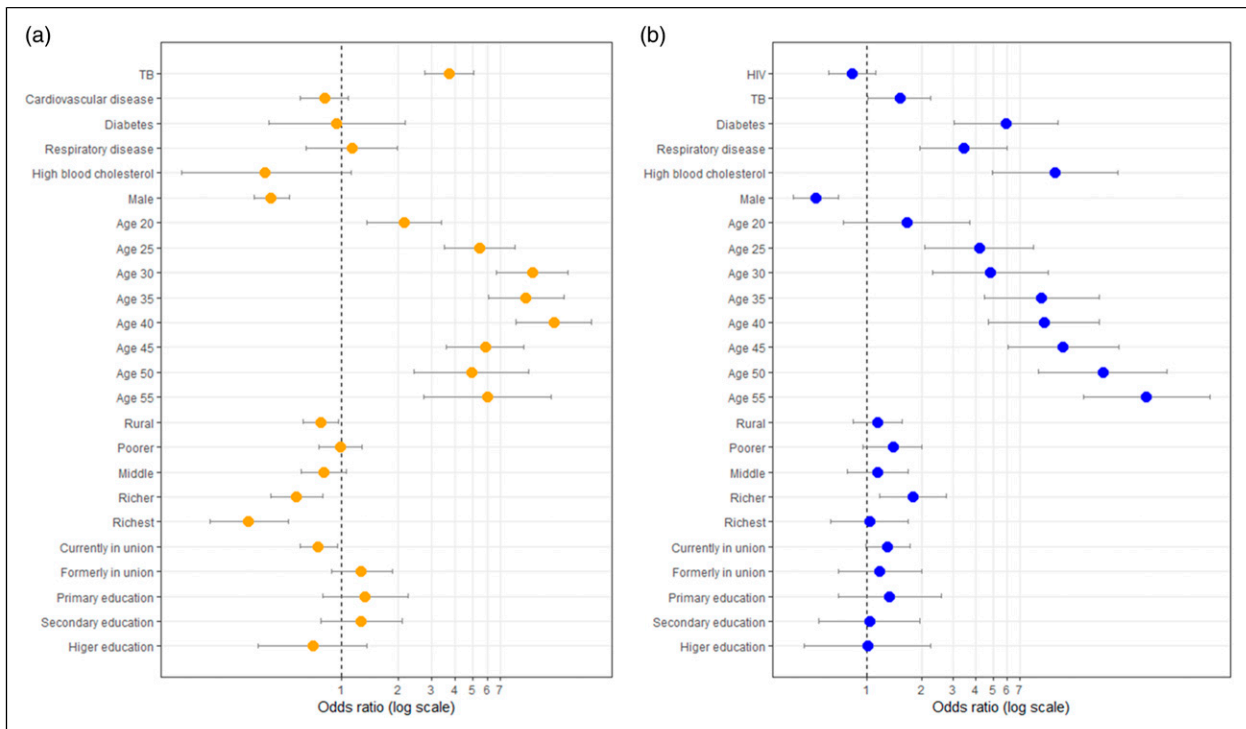 (a)
TB
Cardiovascular disease
Diabetes
Respiratory disease
High blood cholesterol
Male
Age 20
Age 25
Age 30
Age 35
Age 40
Age 45
Age 50
Age 55
Rural
Poorer
Middle
Richer
Richest
Currently in union
Formerly in union
Primary education
Secondary education
Higer education
1 2 3 4 5 6 7
Odds ratio (log scale)
(b)
HIV
TB
Diabetes
Respiratory disease
High blood cholesterol
Male
Age 20
Age 25
Age 30
Age 35
Age 40
Age 45
Age 50
Age 55
Rural
Poorer
Middle
Richer
Richest
Currently in union
Formerly in union
Primary education
Secondary education
Higer education
1 2 3 4 5 6 7
Odds ratio (log scale)